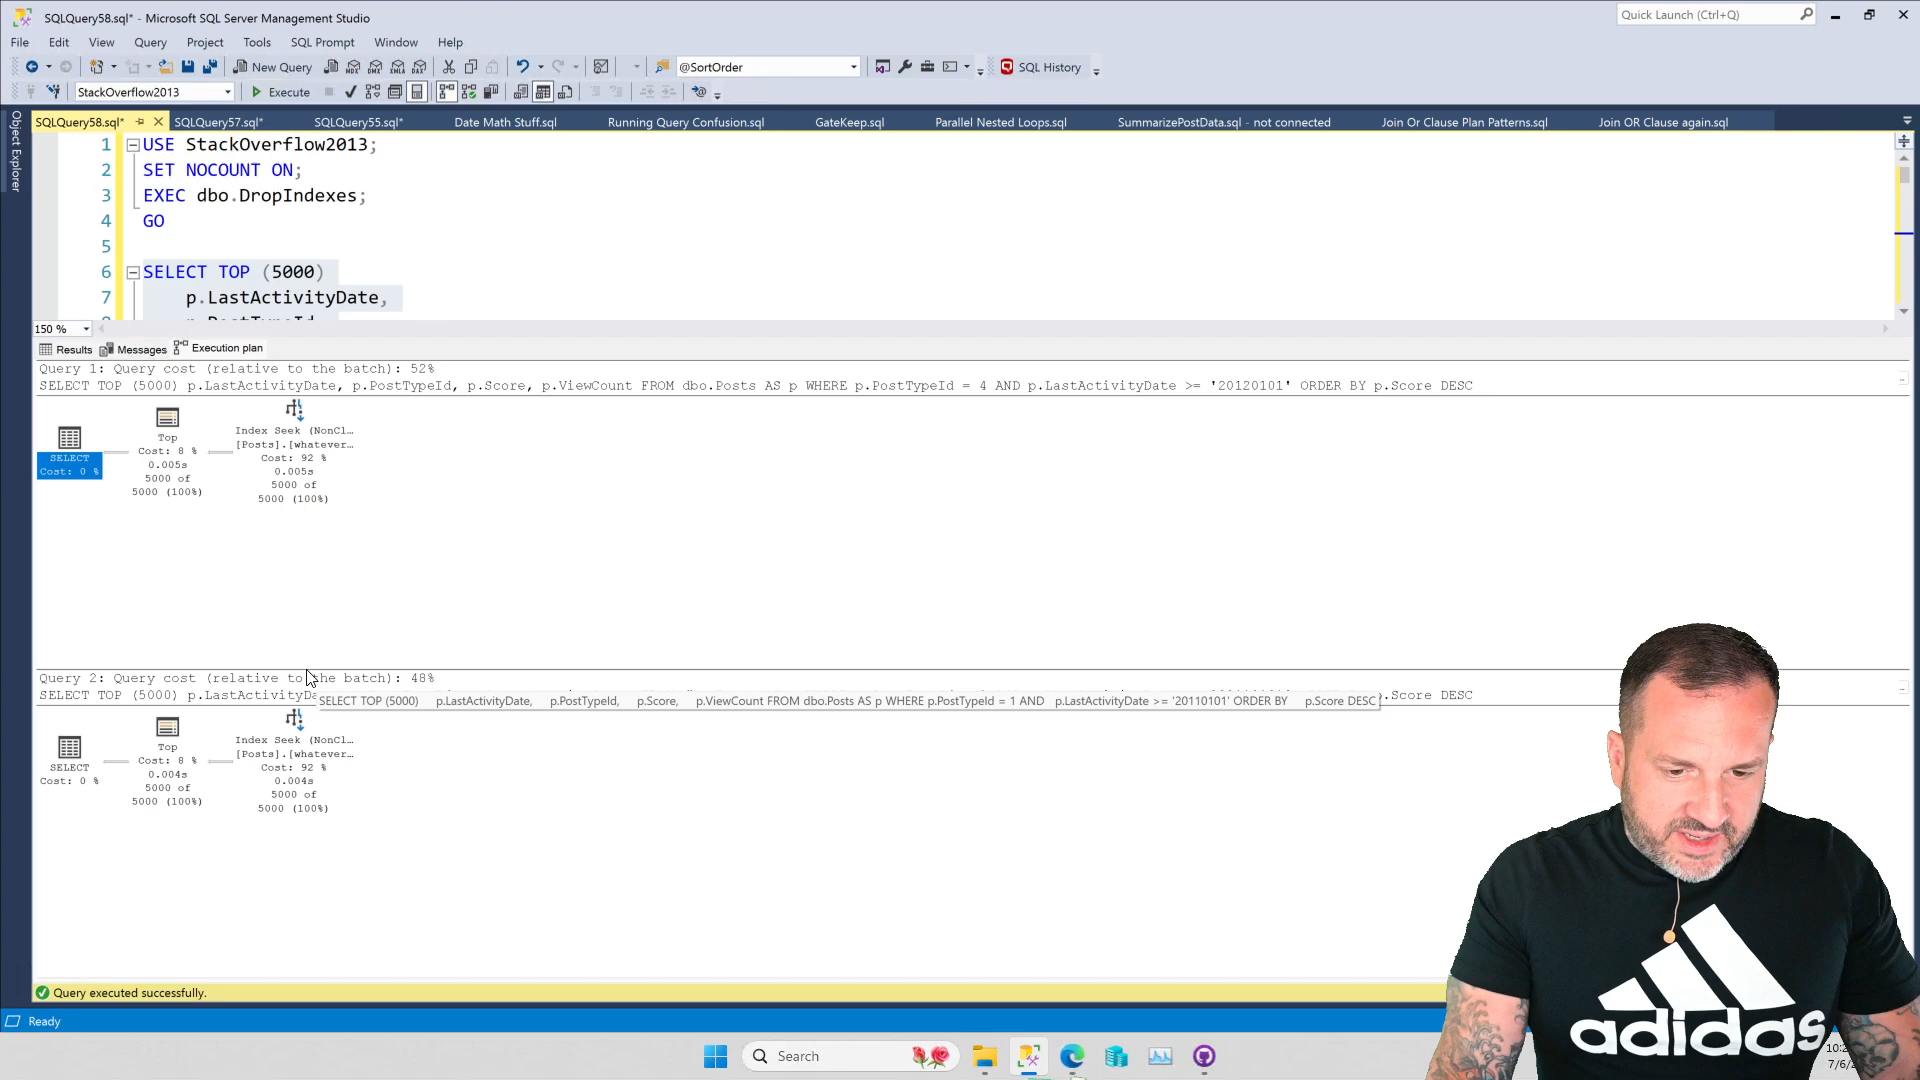 SQLQuery58.sql* - Microsoft SQL Server Management Studio
Quick Launch (Ctrl+Q)
File Edit View Query Project Tools SQL Prompt Window Help
New Query
MDX DMX XMLA DAX
@SortOrder
SQL History
StackOverflow2013
Execute
Object Explorer
SQLQuery58.sql* SQLQuery57.sql* SQLQuery55.sql* Date Math Stuff.sql Running Query Confusion.sql GateKeep.sql Parallel Nested Loops.sql SummarizePostData.sql - not connected Join Or Clause Plan Patterns.sql Join OR Clause again.sql
1 USE StackOverflow2013;
2 SET NOCOUNT ON;
3 EXEC dbo.DropIndexes;
4 GO
5
6 SELECT TOP (5000)
7 p.LastActivityDate,
150 %
Results Messages Execution plan
Query 1: Query cost (relative to the batch): 52%
SELECT TOP (5000) p.LastActivityDate, p.PostTypeId, p.Score, p.ViewCount FROM dbo.Posts AS p WHERE p.PostTypeId = 4 AND p.LastActivityDate >= '20120101' ORDER BY p.Score DESC
SELECT
Cost: 0 %
Top
Cost: 8 %
0.005s
5000 of
5000 (100%)
Index Seek (NonCl...
[Posts].[whatever...
Cost: 92 %
0.005s
5000 of
5000 (100%)
Query 2: Query cost (relative to the batch): 48%
SELECT TOP (5000) p.LastActivityDa
p.Score DESC
SELECT TOP (5000) p.LastActivityDate, p.PostTypeId, p.Score, p.ViewCount FROM dbo.Posts AS p WHERE p.PostTypeId = 1 AND p.LastActivityDate >= '20110101' ORDER BY p.Score DESC
SELECT
Cost: 0 %
Top
Cost: 8 %
0.004s
5000 of
5000 (100%)
Index Seek (NonCl...
[Posts].[whatever...
Cost: 92 %
0.004s
5000 of
5000 (100%)
Query executed successfully.
Ready
Search
adidas
10:2
7/6/2